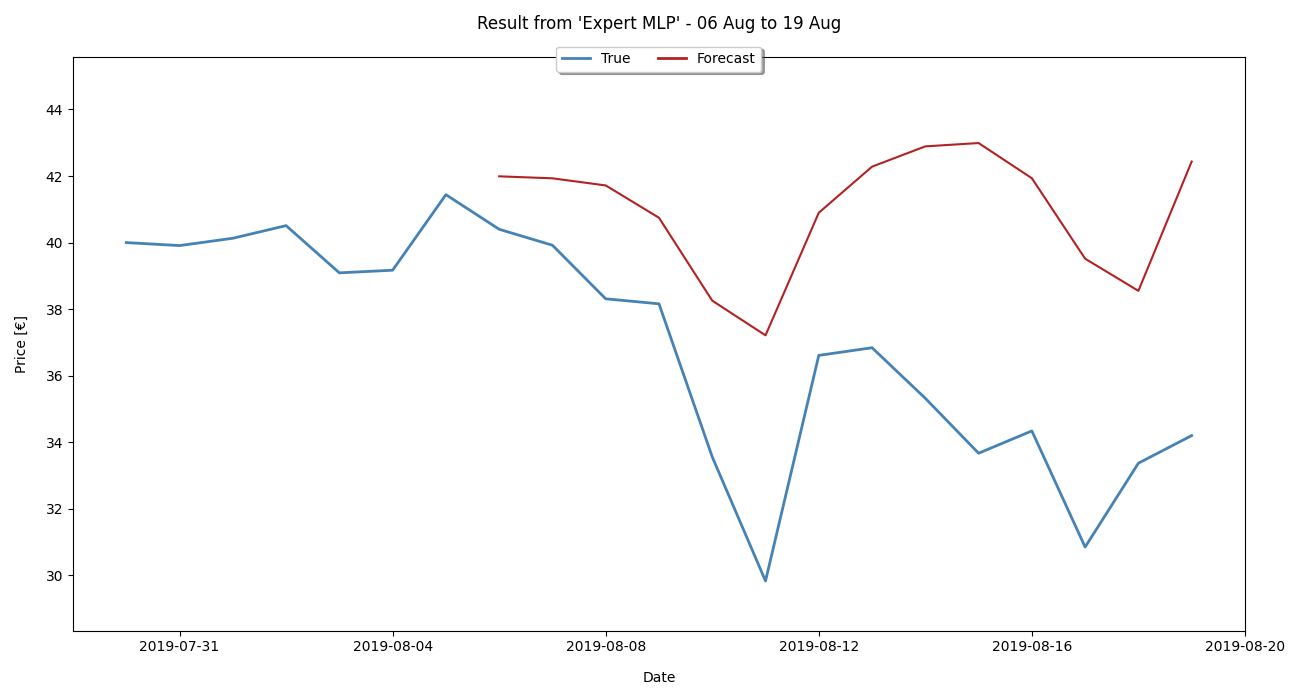 Result from 'Expert MLP' - 06 Aug to 19 Aug
True Forecast
44
42
40
38
36
34
32
30
Price [€]
2019-07-31 2019-08-04 2019-08-08 2019-08-12 2019-08-16 2019-08-20
Date